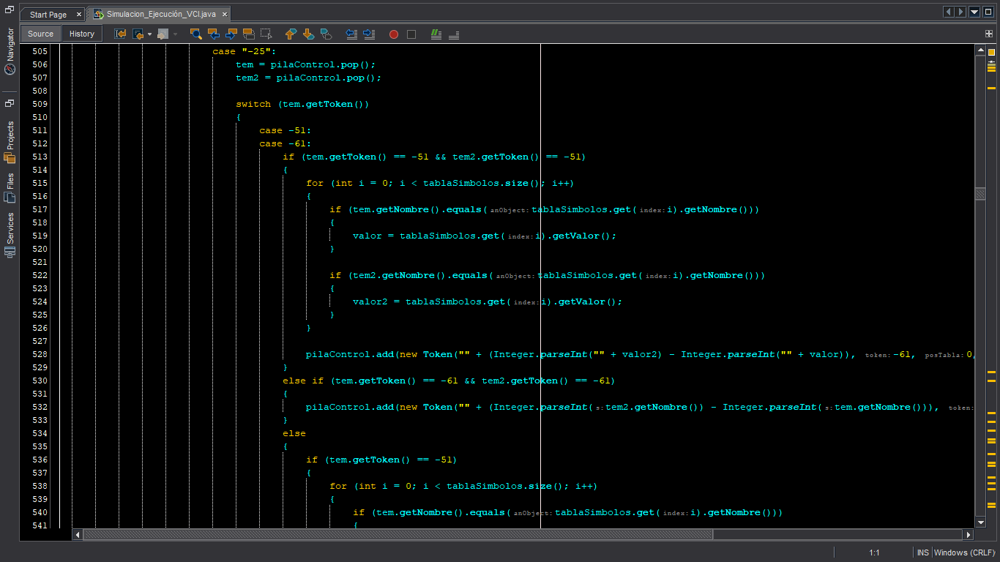 Start Page ×
Simulacion_Ejecución_VCI.java ×
Source
History
Navigator
Projects
Files
Services
505 case "-25":
506 tem = pilaControl.pop();
507 tem2 = pilaControl.pop();
508
509 switch (tem.getToken())
510 {
511 case -51:
512 case -61:
513 if (tem.getToken() == -51 && tem2.getToken() == -51)
514 {
515 for (int i = 0; i < tablaSimbolos.size(); i++)
516 {
517 if (tem.getNombre().equals( anObject: tablaSimbolos.get( index: i).getNombre()))
518 {
519 valor = tablaSimbolos.get( index: i).getValor();
520 }
521
522 if (tem2.getNombre().equals( anObject: tablaSimbolos.get( index: i).getNombre()))
523 {
524 valor2 = tablaSimbolos.get( index: i).getValor();
525 }
526 }
527
528 pilaControl.add(new Token("" + (Integer.parseInt("" + valor2) - Integer.parseInt("" + valor)), token: -61, posTabla: 0,
529 }
530 else if (tem.getToken() == -61 && tem2.getToken() == -61)
531 {
532 pilaControl.add(new Token("" + (Integer.parseInt( s: tem2.getNombre()) - Integer.parseInt( s: tem.getNombre())), token:
533 }
534 else
535 {
536 if (tem.getToken() == -51)
537 {
538 for (int i = 0; i < tablaSimbolos.size(); i++)
539 {
540 if (tem.getNombre().equals( anObject: tablaSimbolos.get( index: i).getNombre()))
541 {
1:1
INS
Windows (CRLF)